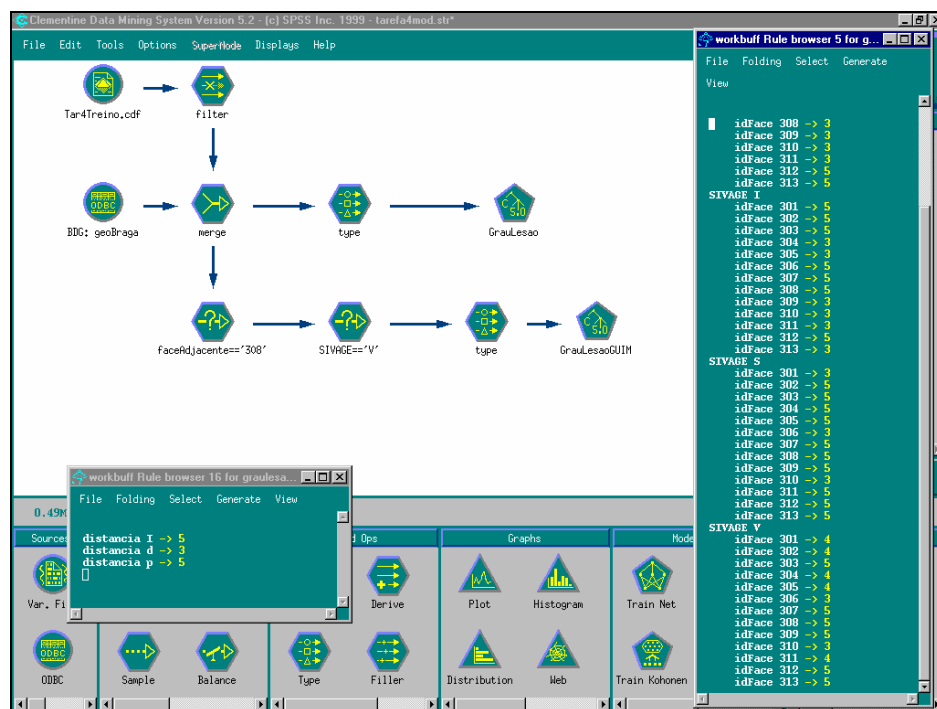 Clementine Data Mining System Version 5.2 - (c) SPSS Inc. 1999 - tarefa4mod.str*
File Edit Tools Options SuperNode Displays Help
Tar4Treino.cdf filter
BDG: geoBraga merge type GrauLesao
faceAdjacente=='308' SIVAGE=='V' type GrauLesaoGUIM
C 5.0
C 5.0
ODBC
workbuff Rule browser 16 for graulesa...
File Folding Select Generate View
distancia I -> 5
distancia d -> 3
distancia p -> 5
0.49M
Sources d Ops Graphs Mode
Var. Fi Derive Plot Histogram Train Net
ODBC
ODBC Sample Balance Type Filler Distribution Web Train Kohonen
workbuff Rule browser 5 for g...
File Folding Select Generate
View
idFace 308 -> 3
idFace 309 -> 3
idFace 310 -> 3
idFace 311 -> 3
idFace 312 -> 5
idFace 313 -> 5
SIVAGE I
idFace 301 -> 5
idFace 302 -> 5
idFace 303 -> 5
idFace 304 -> 3
idFace 305 -> 3
idFace 306 -> 5
idFace 307 -> 5
idFace 308 -> 5
idFace 309 -> 3
idFace 310 -> 3
idFace 311 -> 3
idFace 312 -> 5
idFace 313 -> 3
SIVAGE S
idFace 301 -> 3
idFace 302 -> 5
idFace 303 -> 5
idFace 304 -> 5
idFace 305 -> 5
idFace 306 -> 3
idFace 307 -> 5
idFace 308 -> 5
idFace 309 -> 5
idFace 310 -> 3
idFace 311 -> 5
idFace 312 -> 5
idFace 313 -> 5
SIVAGE V
idFace 301 -> 4
idFace 302 -> 4
idFace 303 -> 5
idFace 304 -> 4
idFace 305 -> 4
idFace 306 -> 3
idFace 307 -> 5
idFace 308 -> 5
idFace 309 -> 5
idFace 310 -> 3
idFace 311 -> 4
idFace 312 -> 5
idFace 313 -> 5